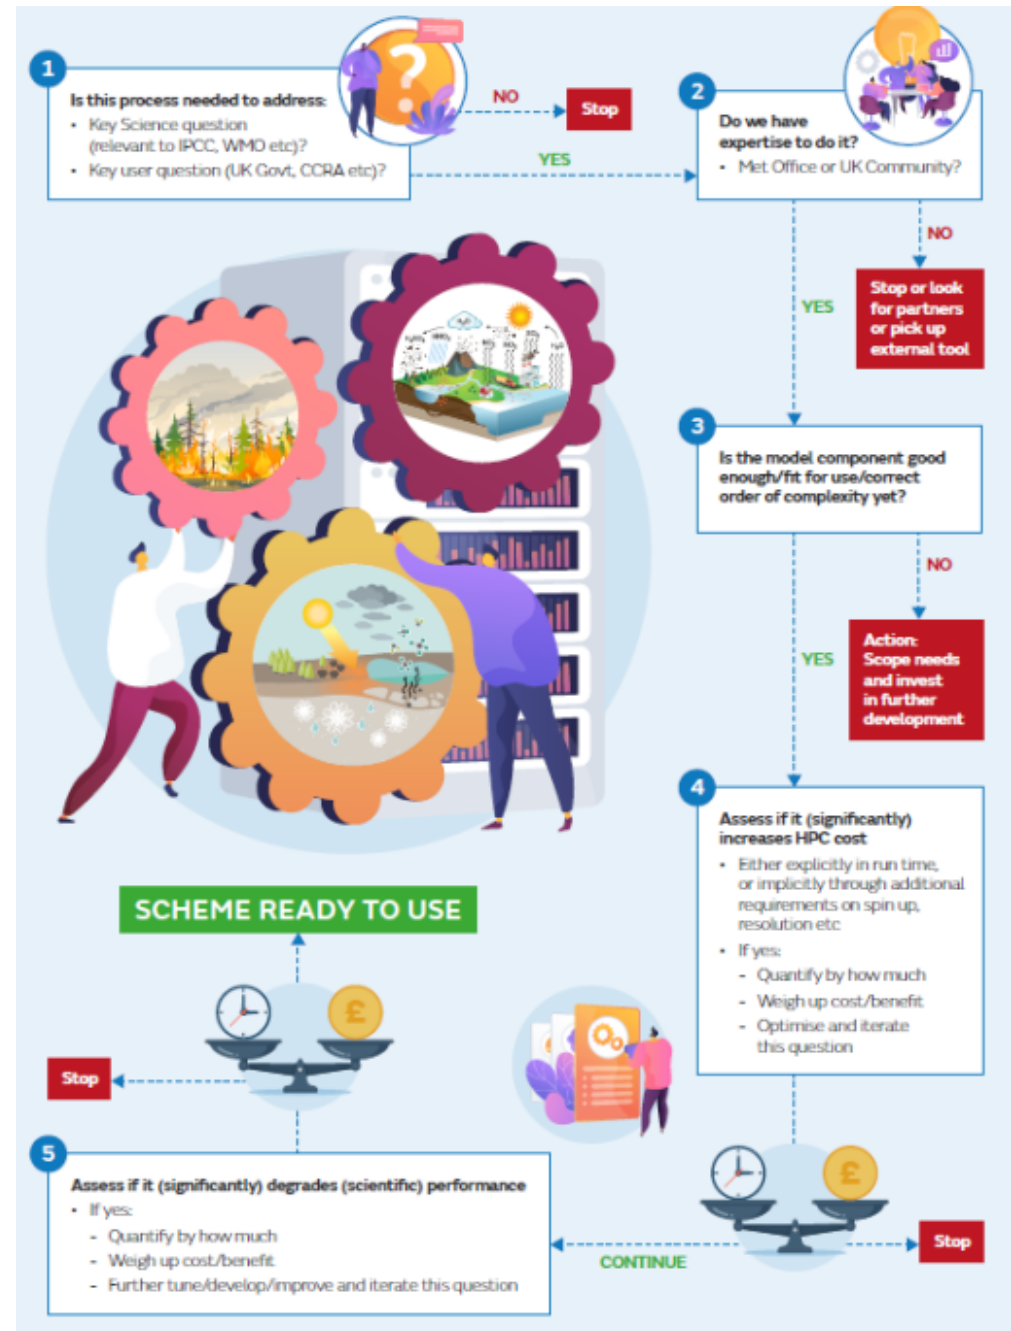 1
Is this process needed to address:
• Key Science question
(relevant to IPCC, WMO etc)?
• Key user question (UK Govt, CCRA etc)?
NO
Stop
YES
2
Do we have
expertise to do it?
• Met Office or UK Community?
NO
Stop or look
for partners
or pick up
external tool
YES
3
Is the model component good
enough/fit for use/correct
order of complexity yet?
NO
Action:
Scope needs
and invest
in further
development
YES
4
Assess if it (significantly)
increases HPC cost
• Either explicitly in run time,
or implicitly through additional
requirements on spin up,
resolution etc
• If yes:
- Quantify by how much
- Weigh up cost/benefit
- Optimise and iterate
this question
£
Stop
CONTINUE
5
Assess if it (significantly) degrades (scientific) performance
• If yes:
- Quantify by how much
- Weigh up cost/benefit
- Further tune/develop/improve and iterate this question
£
Stop
SCHEME READY TO USE
?